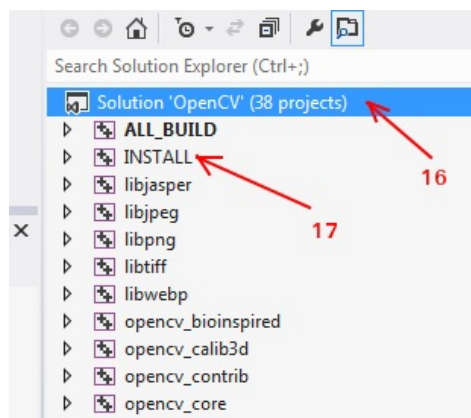 Search Solution Explorer (Ctrl+;)
Solution 'OpenCV' (38 projects)
ALL_BUILD
16
INSTALL
libjasper
libjpeg
17
libpng
libtiff
libwebp
opencv_bioinspired
opencv_calib3d
opencv_contrib
opencv_core